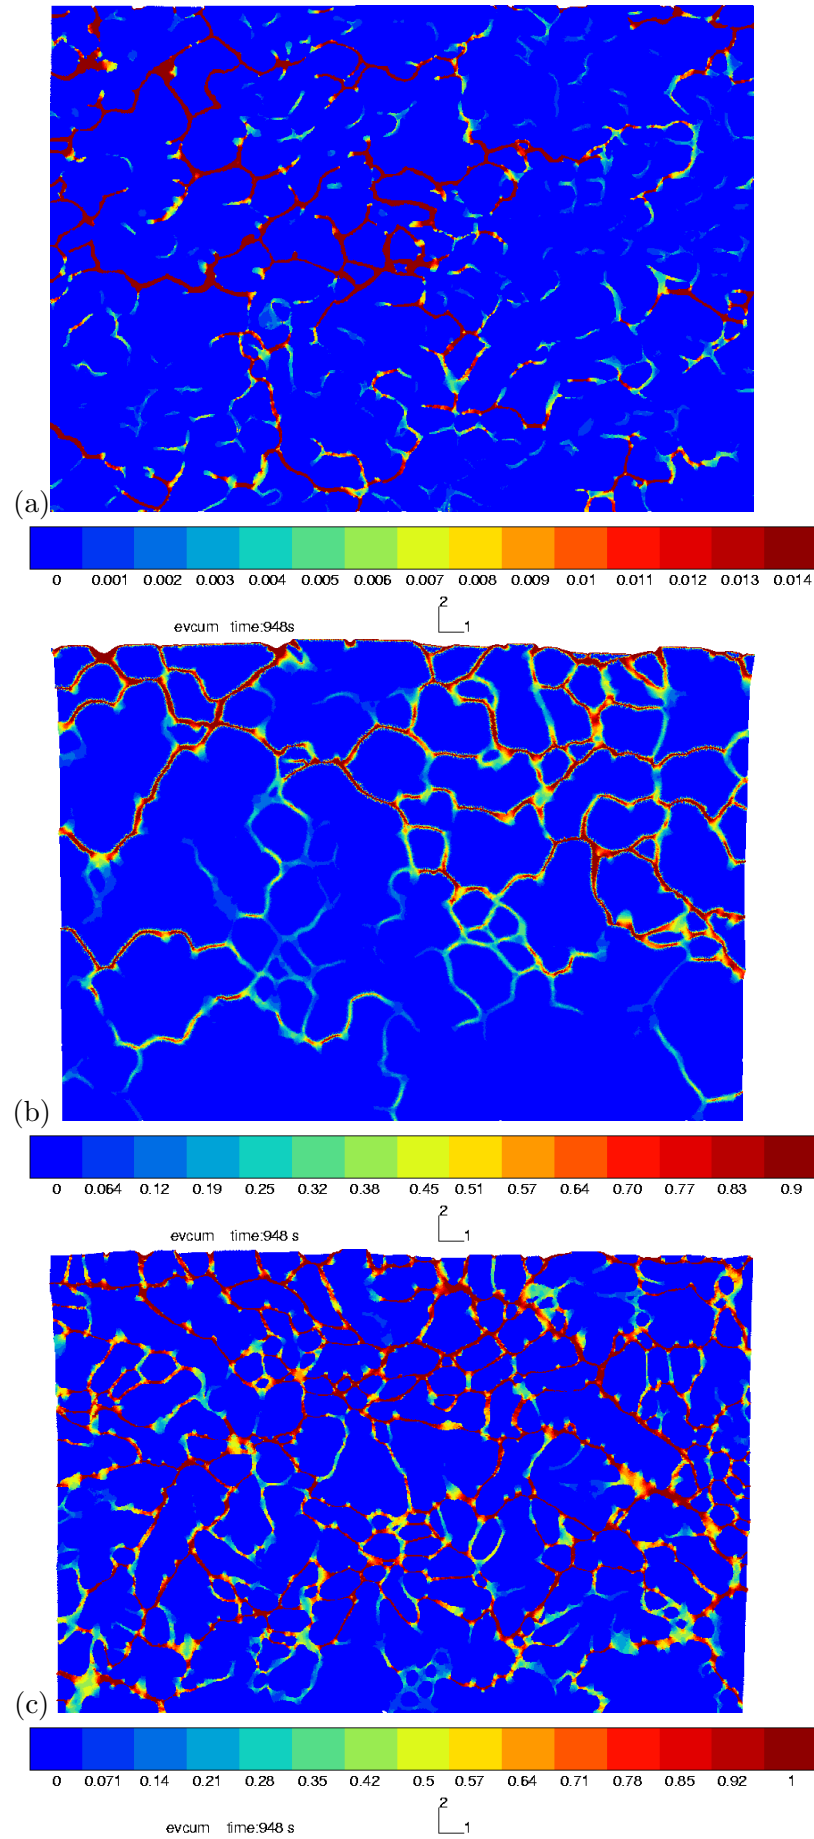 (a)
0 0.001 0.002 0.003 0.004 0.005 0.006 0.007 0.008 0.009 0.01 0.011 0.012 0.013 0.014
2
evcum time:948s 1
(b)
0 0.064 0.12 0.19 0.25 0.32 0.38 0.45 0.51 0.57 0.64 0.70 0.77 0.83 0.9
2
evcum time:948 s 1
(c)
0 0.071 0.14 0.21 0.28 0.35 0.42 0.5 0.57 0.64 0.71 0.78 0.85 0.92 1
2
evcum time:948 s 1